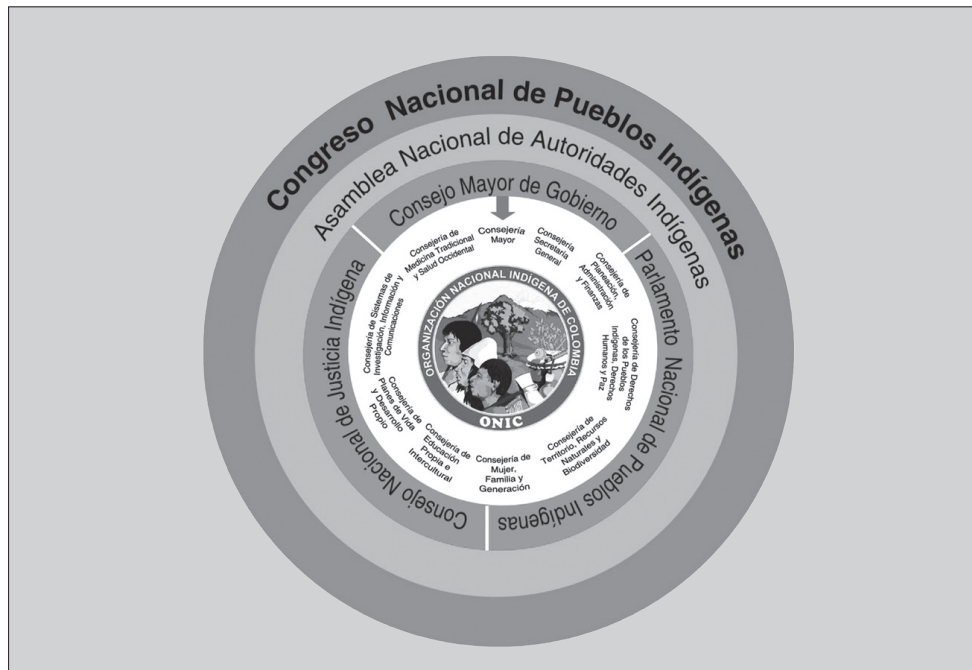 Congreso Nacional de Pueblos Indígenas
Asamblea Nacional de Autoridades Indígenas
Consejo Mayor de Gobierno
Parlamento Nacional de Pueblos Indígenas
Consejo Nacional de Justicia Indígena
Consejería
Mayor
Consejería
Secretaria
General
Consejería de
Planeación,
Administración
y Finanzas
Consejería de Derechos
de los Pueblos
Indígenas, Derechos
Humanos y Paz
Consejería de
Territorio, Recursos
Naturales y
Biodiversidad
Consejería de
Mujer,
Familia y
Generación
Consejería de
Educación
Propia e
Intercultural
Consejería de
Planes de Vida
y Desarrollo
Propio
Consejería de Sistemas de
Investigación, Información y
Comunicaciones
Consejería de
Medicina Tradicional
y Salud Occidental
ORGANIZACIÓN NACIONAL INDÍGENA DE COLOMBIA
ONIC